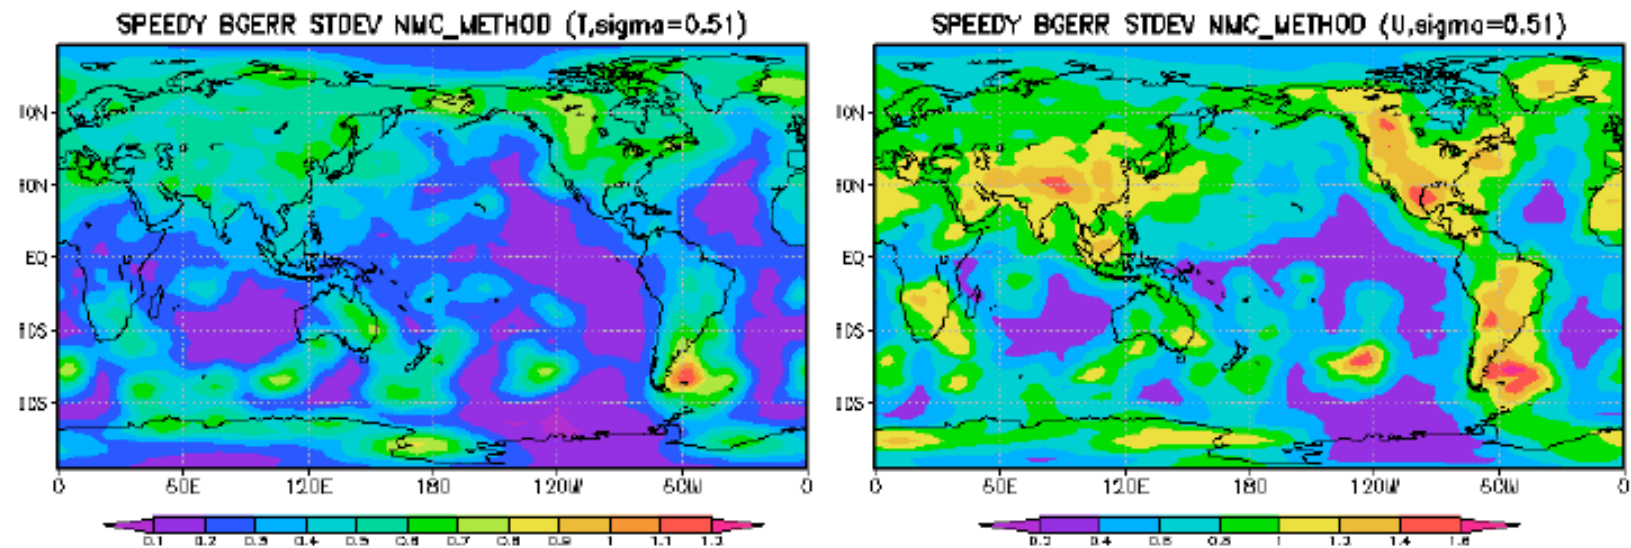 SPEEDY BGERR STDEV NMC_METHOD (T,sigma=0.51)
EQ
0 60E 120E 180 120W 60W 0
0.1 0.2 0.3 0.4 0.5 0.6 0.7 0.8 0.9 1 1.1 1.2
SPEEDY BGERR STDEV NMC_METHOD (U,sigma=0.51)
EQ
0 60E 120E 180 120W 60W 0
0.2 0.4 0.6 0.8 1 1.2 1.4 1.6